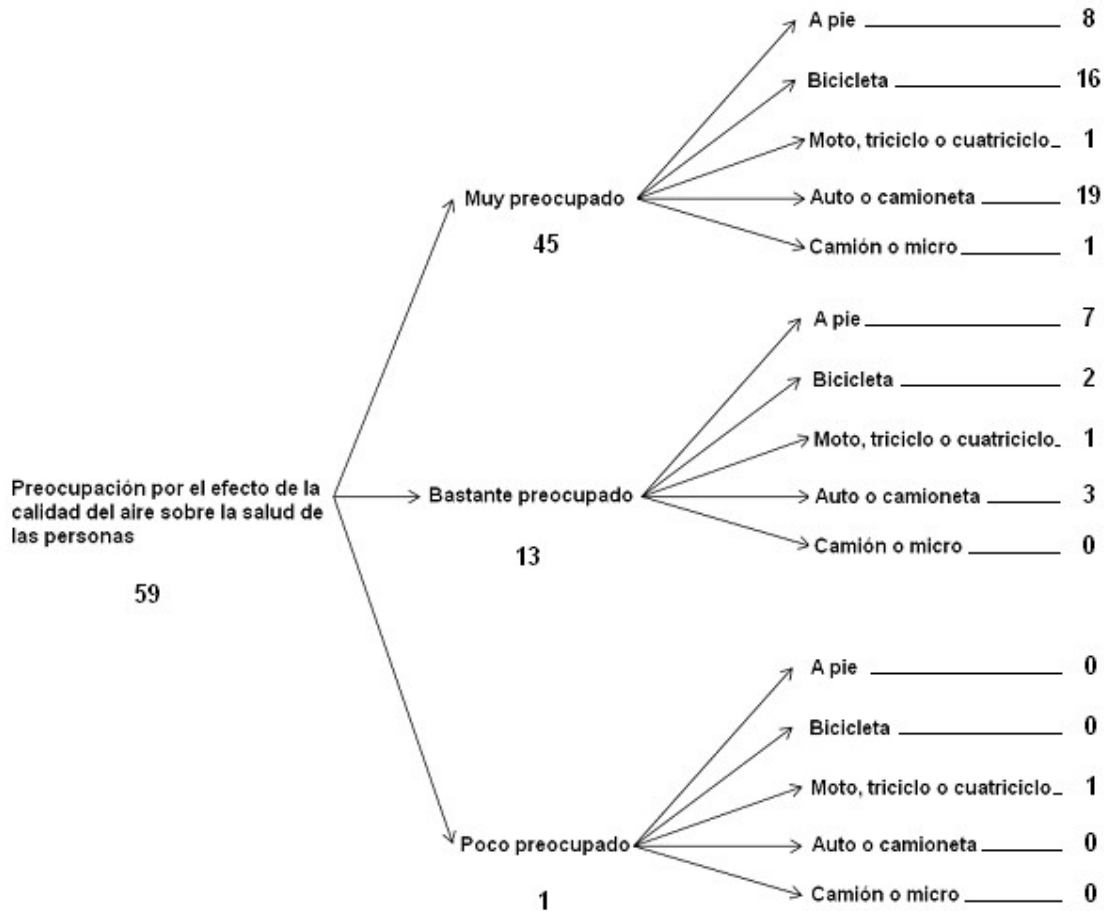 A pie 8
Bicicleta 16
Moto, triciclo o cuatriciclo 1
Muy preocupado
Auto o camioneta 19
45
Camión o micro 1
A pie 7
Bicicleta 2
Moto, triciclo o cuatriciclo 1
Preocupación por el efecto de la
calidad del aire sobre la salud de
las personas
59
Bastante preocupado
Auto o camioneta 3
13
Camión o micro 0
A pie 0
Bicicleta 0
Moto, triciclo o cuatriciclo 1
Poco preocupado
Auto o camioneta 0
1
Camión o micro 0